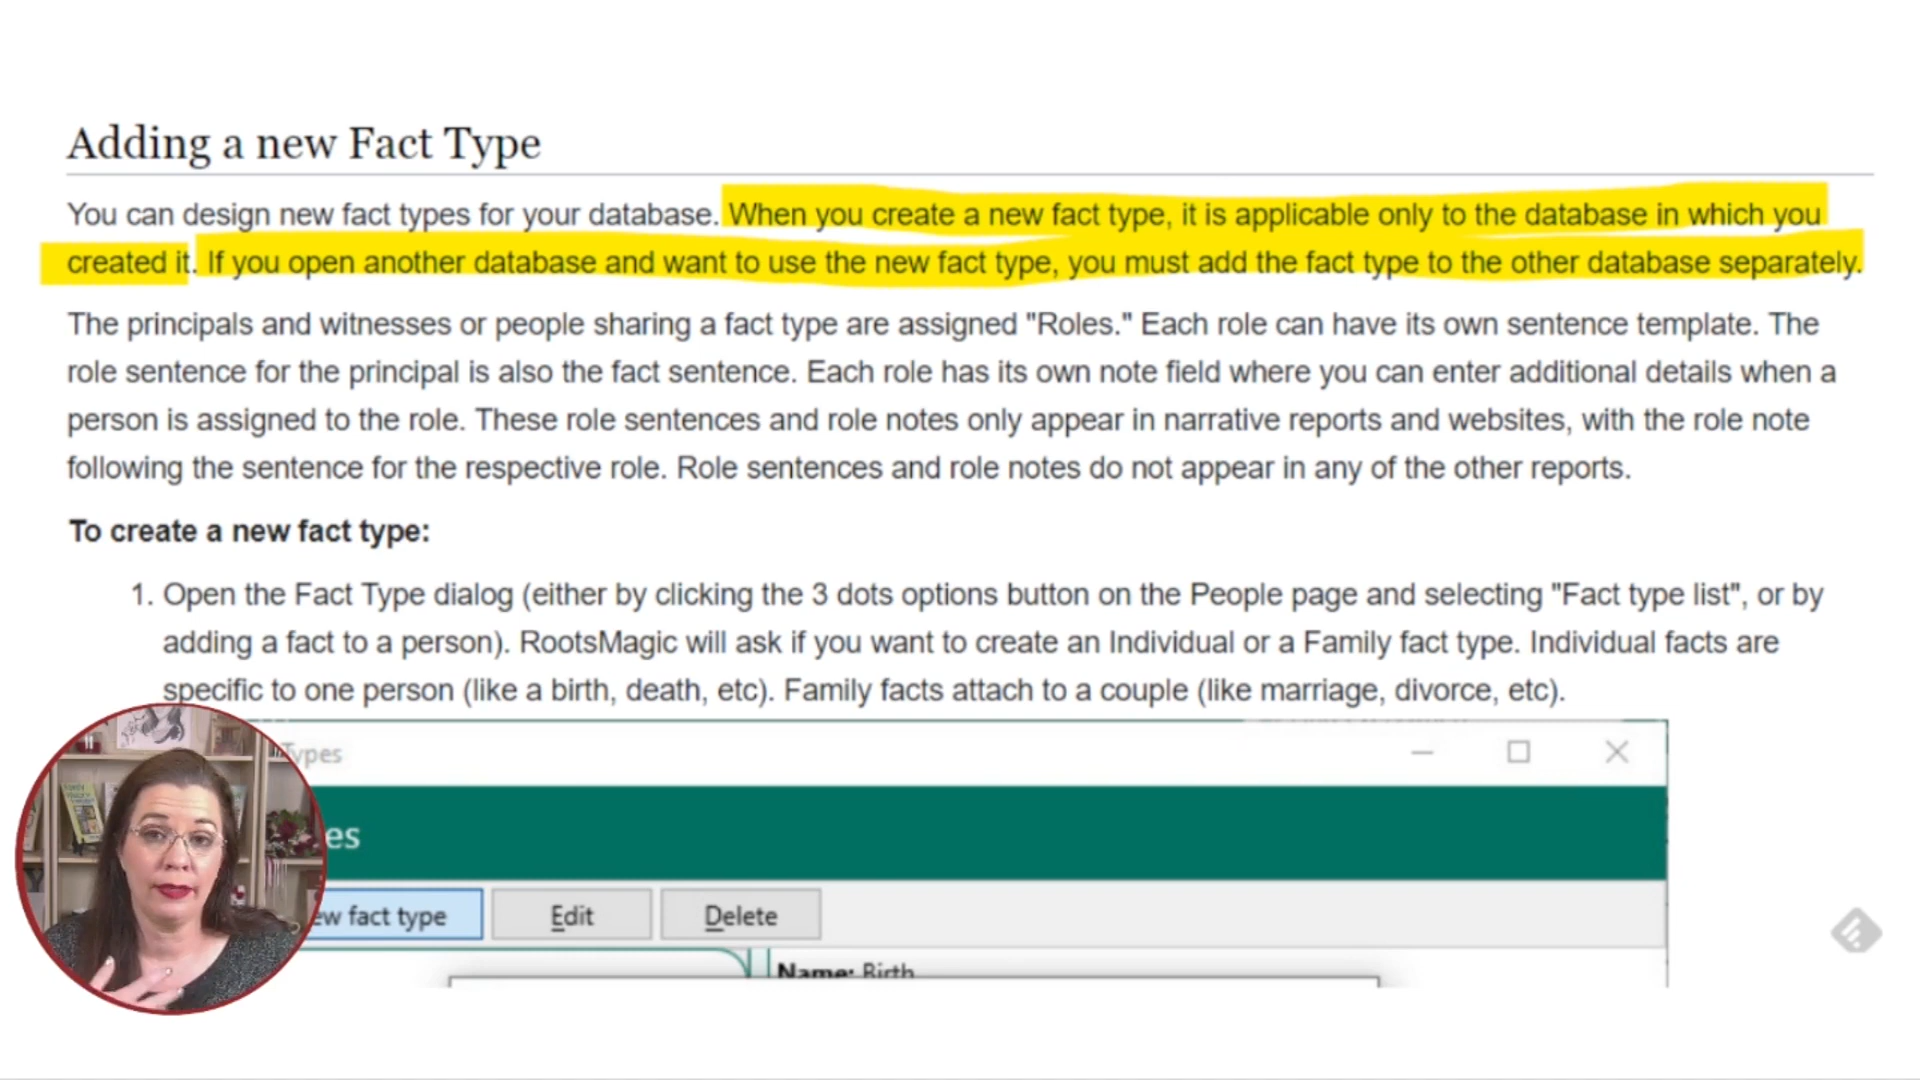 Adding a new Fact Type
You can design new fact types for your database. When you create a new fact type, it is applicable only to the database in which you
created it. If you open another database and want to use the new fact type, you must add the fact type to the other database separately.
The principals and witnesses or people sharing a fact type are assigned "Roles." Each role can have its own sentence template. The
role sentence for the principal is also the fact sentence. Each role has its own note field where you can enter additional details when a
person is assigned to the role. These role sentences and role notes only appear in narrative reports and websites, with the role note
following the sentence for the respective role. Role sentences and role notes do not appear in any of the other reports.
To create a new fact type:
1. Open the Fact Type dialog (either by clicking the 3 dots options button on the People page and selecting "Fact type list", or by
adding a fact to a person). RootsMagic will ask if you want to create an Individual or a Family fact type. Individual facts are
specific to one person (like a birth, death, etc). Family facts attach to a couple (like marriage, divorce, etc).
Types
es
ew fact type Edit Delete
Name: Birth